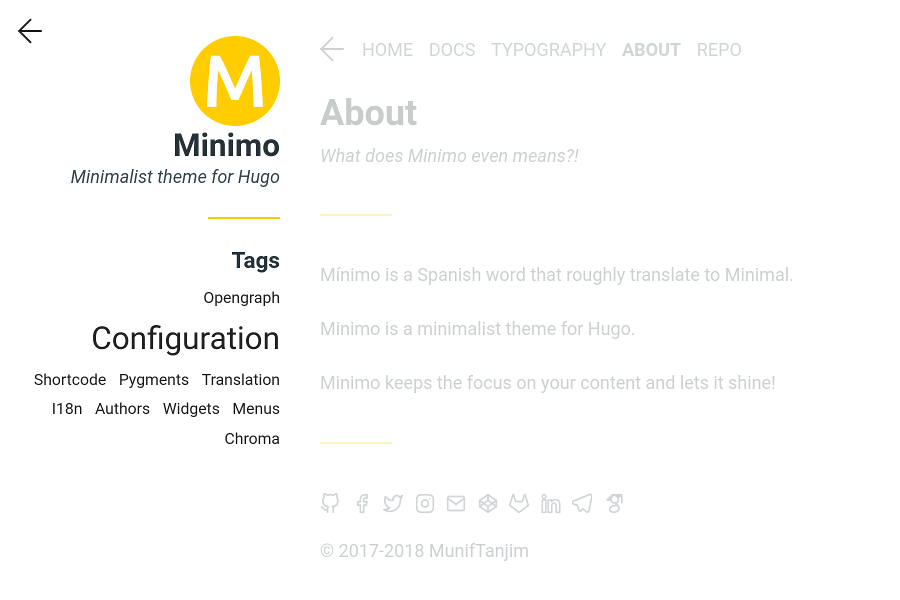 M
Minimo
Minimalist theme for Hugo
Tags
Opengraph
Configuration
Shortcode Pygments Translation
I18n Authors Widgets Menus
Chroma
HOME DOCS TYPOGRAPHY ABOUT REPO
About
What does Minimo even means?!
Mínimo is a Spanish word that roughly translate to Minimal.
Minimo is a minimalist theme for Hugo.
Minimo keeps the focus on your content and lets it shine!
© 2017-2018 MunifTanjim